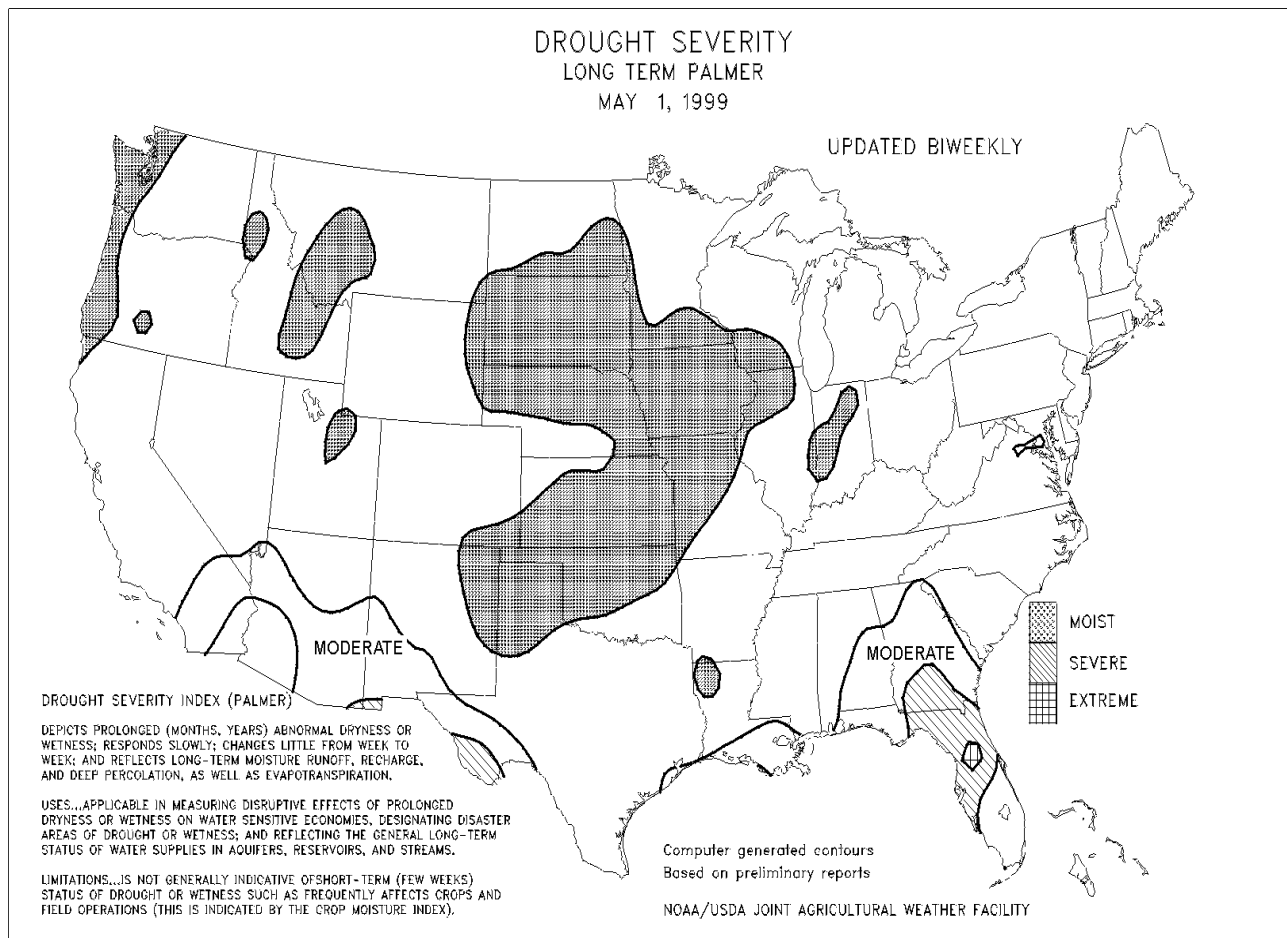 DROUGHT SEVERITY
LONG TERM PALMER
MAY 1, 1999
UPDATED BIWEEKLY
MODERATE
MODERATE
MOIST
SEVERE
EXTREME
DROUGHT SEVERITY INDEX (PALMER)
DEPICTS PROLONGED (MONTHS, YEARS) ABNORMAL DRYNESS OR
WETNESS; RESPONDS SLOWLY; CHANGES LITTLE FROM WEEK TO
WEEK; AND REFLECTS LONG-TERM MOISTURE RUNOFF, RECHARGE,
AND DEEP PERCOLATION, AS WELL AS EVAPOTRANSPIRATION.
USES...APPLICABLE IN MEASURING DISRUPTIVE EFFECTS OF PROLONGED
DRYNESS OR WETNESS ON WATER SENSITIVE ECONOMIES, DESIGNATING DISASTER
AREAS OF DROUGHT OR WETNESS; AND REFLECTING THE GENERAL LONG-TERM
STATUS OF WATER SUPPLIES IN AQUIFERS, RESERVOIRS, AND STREAMS.
LIMITATIONS...IS NOT GENERALLY INDICATIVE OFSHORT-TERM (FEW WEEKS)
STATUS OF DROUGHT OR WETNESS SUCH AS FREQUENTLY AFFECTS CROPS AND
FIELD OPERATIONS (THIS IS INDICATED BY THE CROP MOISTURE INDEX).
Computer generated contours
Based on preliminary reports
NOAA/USDA JOINT AGRICULTURAL WEATHER FACILITY